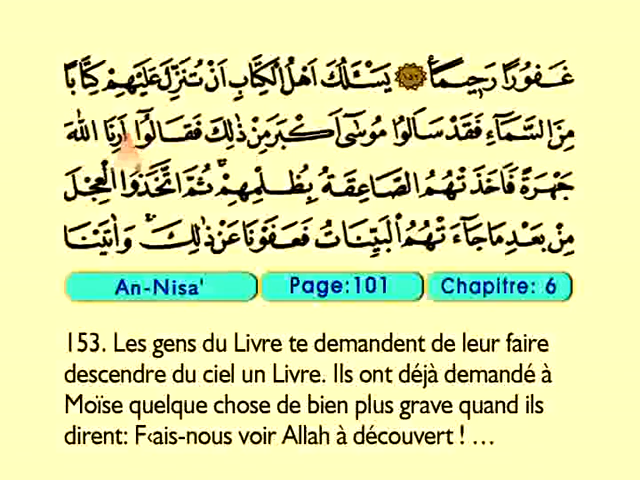 غَفُورًا رَحِيمًا ﴿١٥٢﴾ يَسْـَٔلُكَ اَهْلُ الْكِتَابِ اَنْ تُنَزِّلَ عَلَيْهِمْ كِتَابًا
مِنَ السَّمَٓاءِ فَقَدْ سَاَلُوا مُوسٰٓى اَكْبَرَ مِنْ ذٰلِكَ فَقَالُٓوا اَرِنَا اللّٰهَ
جَهْرَةً فَاَخَذَتْهُمُ الصَّاعِقَةُ بِظُلْمِهِمْۚ ثُمَّ اتَّخَذُوا الْعِجْلَ
مِنْ بَعْدِ مَا جَٓاءَتْهُمُ الْبَيِّنَاتُ فَعَفَوْنَا عَنْ ذٰلِكَۚ وَاٰتَيْنَا
An-Nisa' Page:101 Chapitre: 6
153. Les gens du Livre te demandent de leur faire
descendre du ciel un Livre. Ils ont déjà demandé à
Moïse quelque chose de bien plus grave quand ils
dirent: F‹ais-nous voir Allah à découvert ! ...